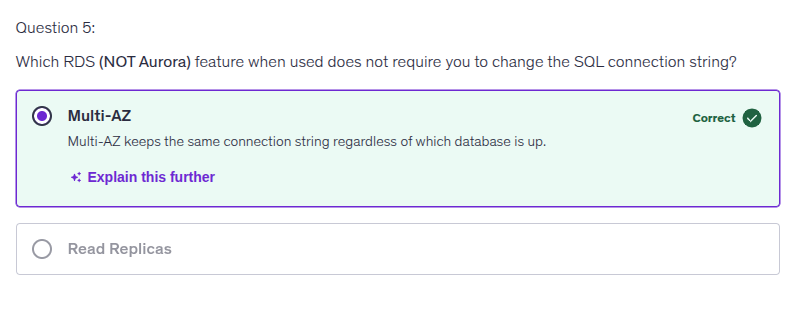 Question 5:
Which RDS (NOT Aurora) feature when used does not require you to change the SQL connection string?
Multi-AZ
Correct
Multi-AZ keeps the same connection string regardless of which database is up.
Explain this further
Read Replicas